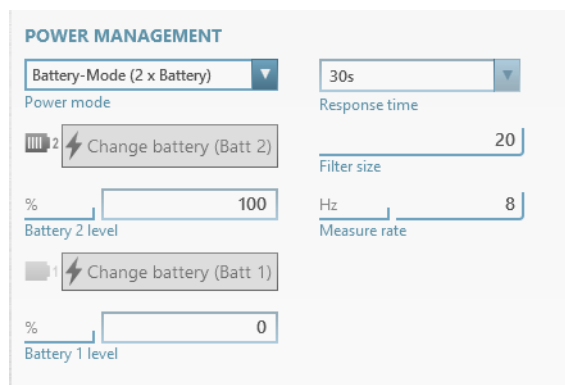 POWER MANAGEMENT
Battery-Mode (2 x Battery)
Power mode
30s
Response time
2
Change battery (Batt 2)
20
Filter size
% 100
Battery 2 level
Hz 8
Measure rate
1
Change battery (Batt 1)
% 0
Battery 1 level